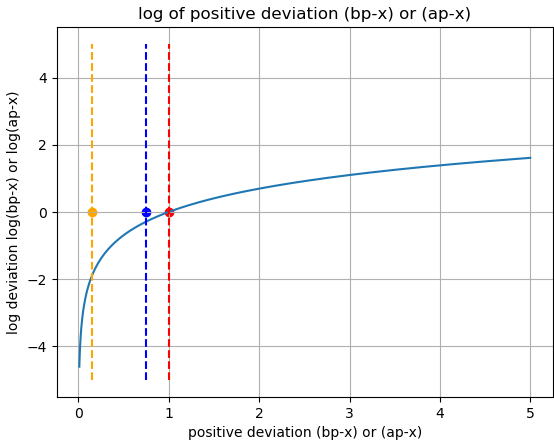 log of positive deviation (bp-x) or (ap-x)
log deviation log(bp-x) or log(ap-x)
4
2
0
−2
−4
0 1 2 3 4 5
positive deviation (bp-x) or (ap-x)